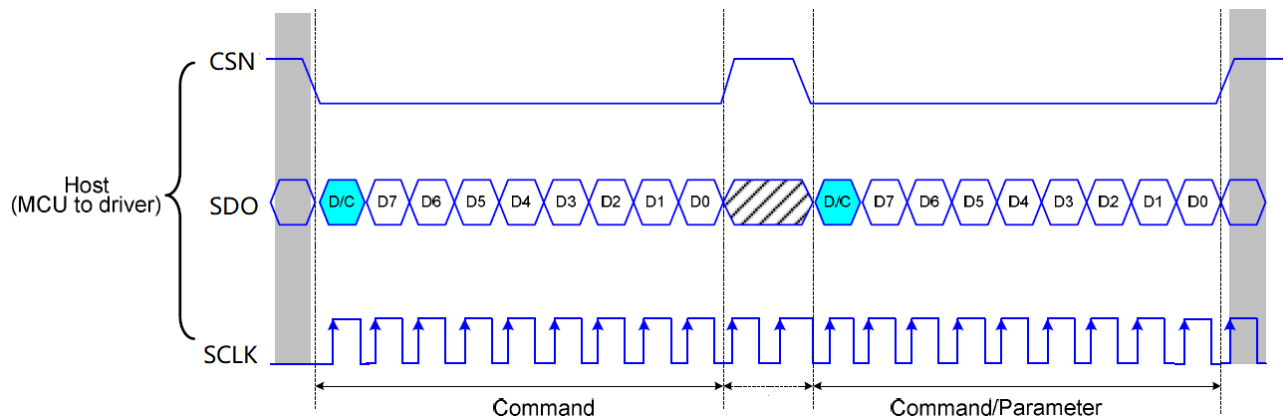 CSN
Host
(MCU to driver)
SDO
D/C D7 D6 D5 D4 D3 D2 D1 D0 D/C D7 D6 D5 D4 D3 D2 D1 D0
SCLK
Command Command/Parameter